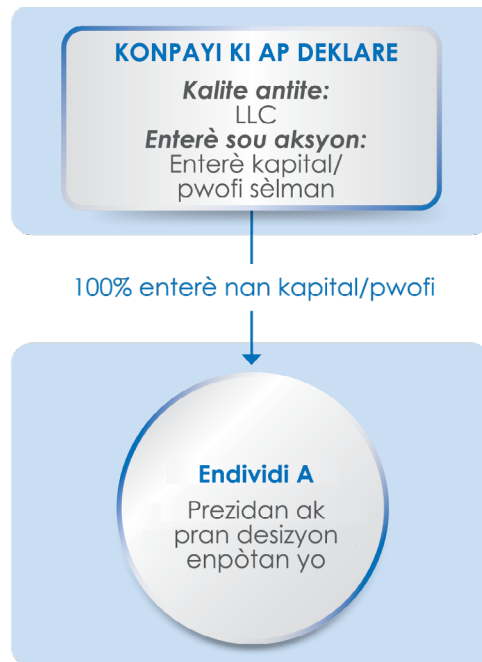 KONPAYI KI AP DEKLARE
Kalite antite:
LLC
Enterè sou aksyon:
Enterè kapital/
pwofi sèlman
100% enterè nan kapital/pwofi
Endividi A
Prezidan ak
pran desizyon
enpòtan yo